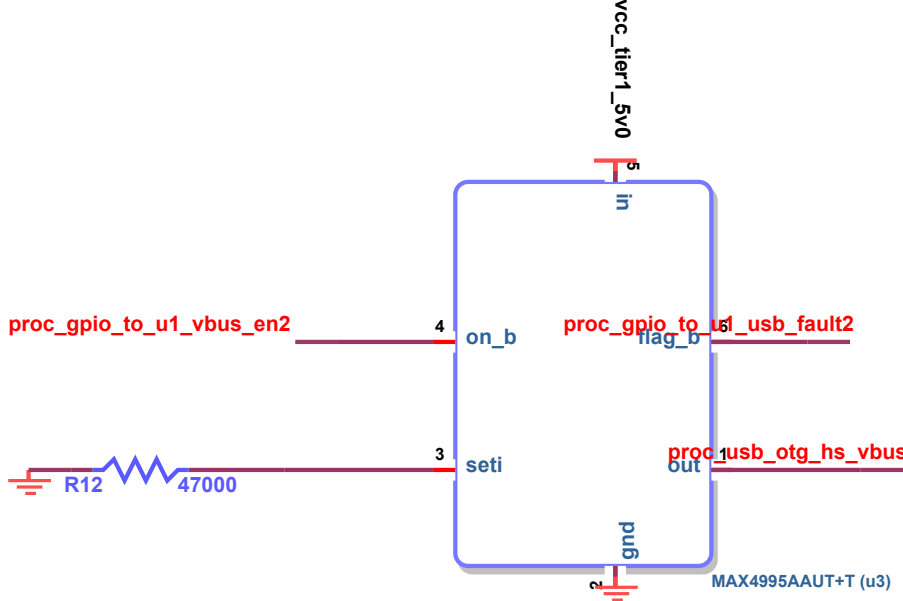 vcc_tier1_5v0
5
in
proc_gpio_to_u1_vbus_en2
4
on_b
proc_gpio_to_u1_usb_fault2
flag_b
6
3
seti
R12
47000
proc_usb_otg_hs_vbus
out
1
gnd
2
MAX4995AAUT+T (u3)